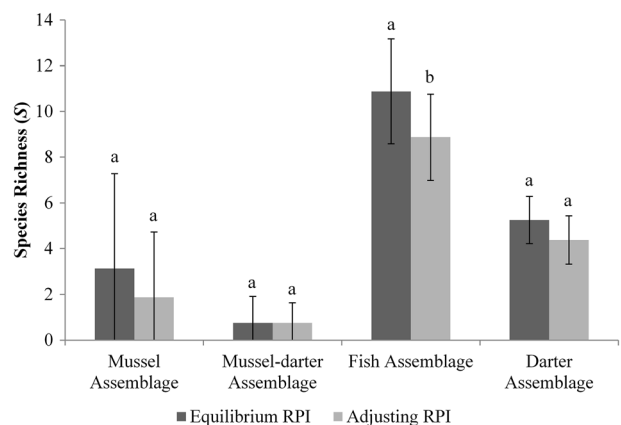 Species Richness (S)
14
12
10
8
6
4
2
0
a
a
a
a
a
b
a
a
Mussel Assemblage
Mussel-darter Assemblage
Fish Assemblage
Darter Assemblage
Equilibrium RPI
Adjusting RPI